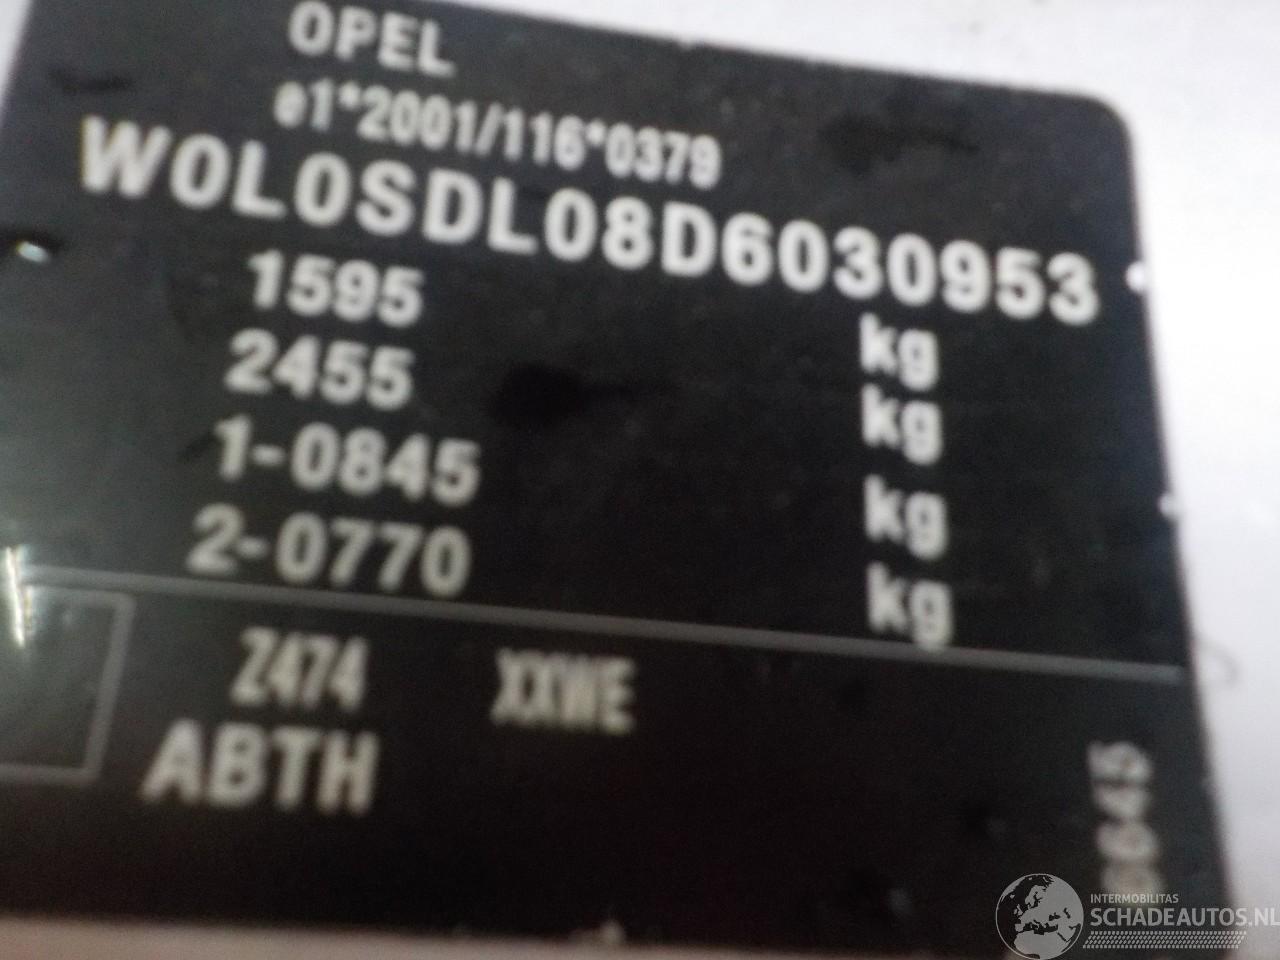 OPEL
e1*2001/116*0379
W0L0SDL08D6030953
1595 kg
2455 kg
1-0845 kg
2-0770 kg
Z474 XXWE
ABTH
INTERMOBILITAS
SCHADEAUTOS.NL